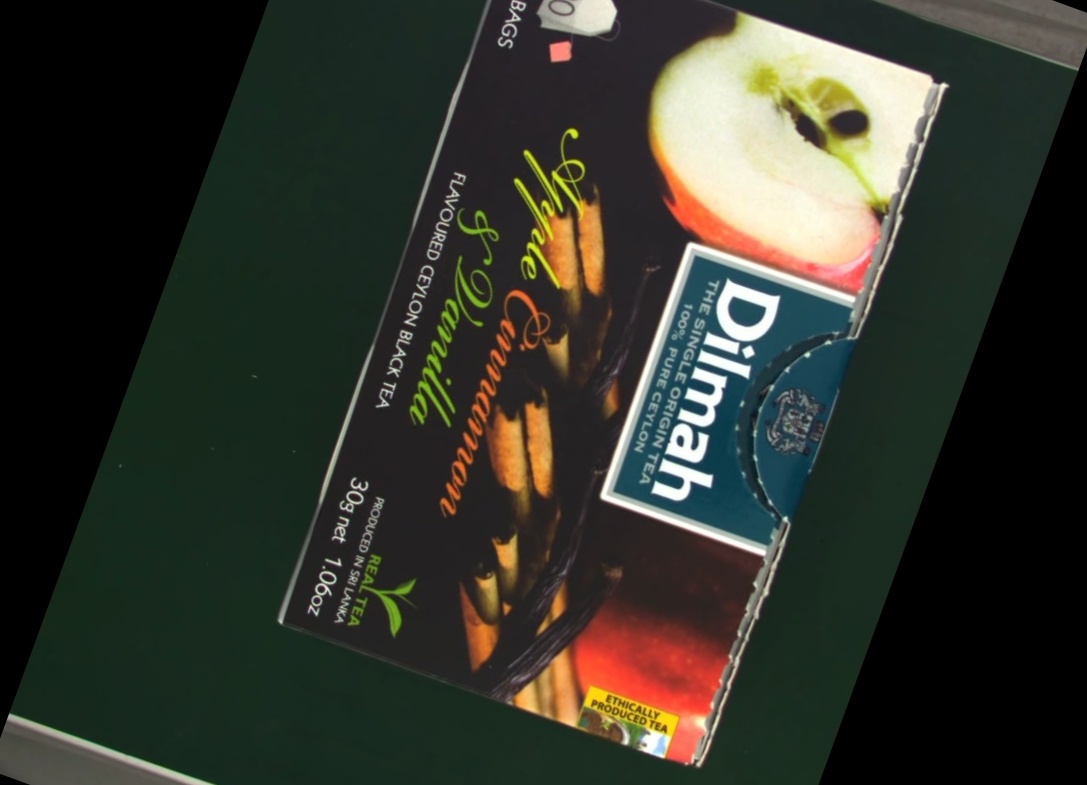 Dilmah
THE SINGLE ORIGIN TEA
100% PURE CEYLON
Apple Cinnamon
& Vanilla
FLAVOURED CEYLON BLACK TEA
BAGS
REAL TEA
PRODUCED IN SRI LANKA
30g net 1.06oz
ETHICALLY
PRODUCED TEA